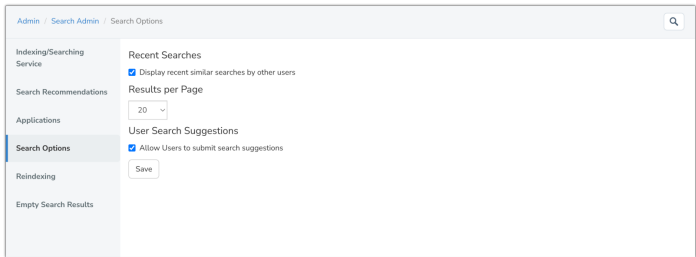 Admin / Search Admin / Search Options
Indexing/Searching
Service
Search Recommendations
Applications
Search Options
Reindexing
Empty Search Results
Recent Searches
Display recent similar searches by other users
Results per Page
20
User Search Suggestions
Allow Users to submit search suggestions
Save